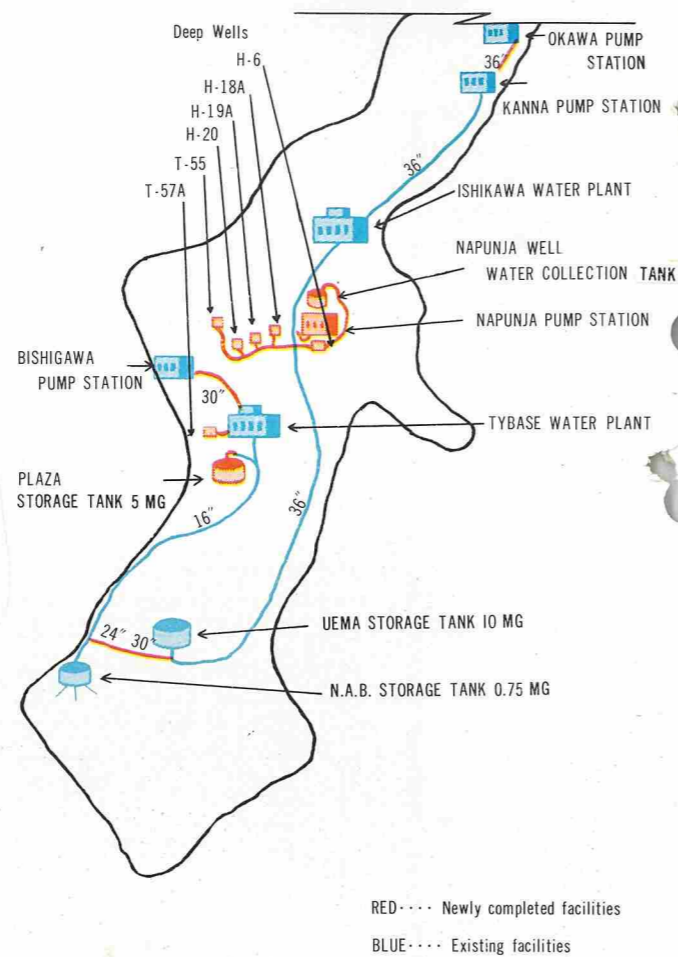 Deep Wells
H-6
H-18A
H-19A
H-20
T-55
T-57A
OKAWA PUMP
STATION
36"
KANNA PUMP STATION
36"
ISHIKAWA WATER PLANT
NAPUNJA WELL
WATER COLLECTION TANK
NAPUNJA PUMP STATION
BISHIGAWA
PUMP STATION
30"
TYBASE WATER PLANT
PLAZA
STORAGE TANK 5 MG
16"
36"
UEMA STORAGE TANK 10 MG
24" 30"
N.A.B. STORAGE TANK 0.75 MG
RED···· Newly completed facilities
BLUE···· Existing facilities